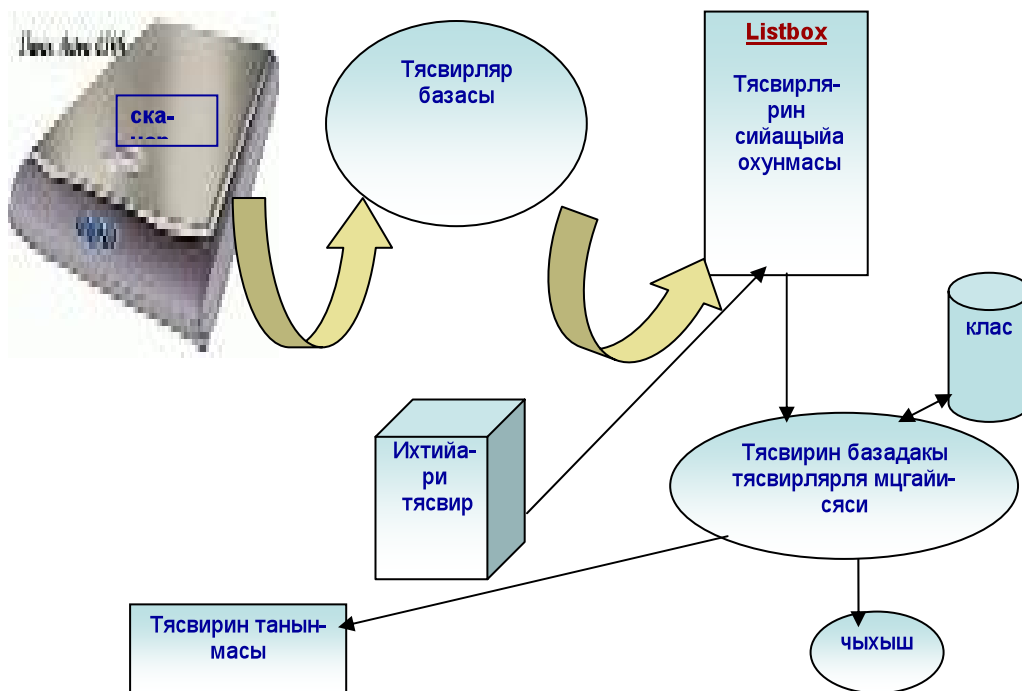 ска-
Тясвирляр
базасы
Listbox
Тясвирля-
рин
сийащыйа
охунмасы
клас
Ихтийа-
ри
тясвир
Тясвирин базадакы
тясвирлярля мцгайи-
сяси
Тясвирин танын-
масы
чыхыш